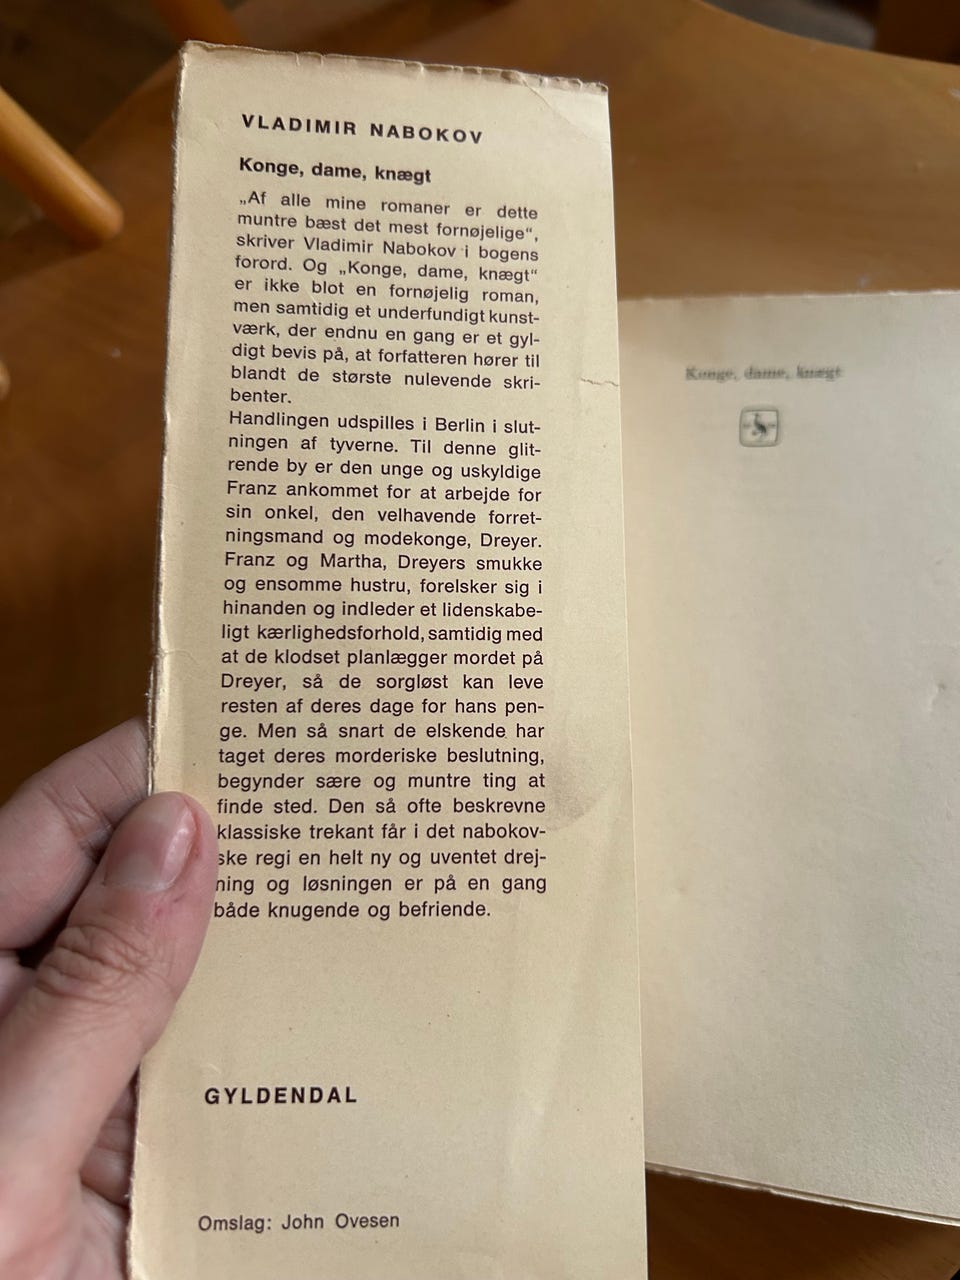 VLADIMIR NABOKOV
Konge, dame, knægt
„Af alle mine romaner er dette
muntre bæst det mest fornøjelige“,
skriver Vladimir Nabokov i bogens
forord. Og „Konge, dame, knægt“
er ikke blot en fornøjelig roman,
men samtidig et underfundigt kunst-
værk, der endnu en gang er et gyl-
digt bevis på, at forfatteren hører til
blandt de største nulevende skri-
benter.
Handlingen udspilles i Berlin i slut-
ningen af tyverne. Til denne glit-
rende by er den unge og uskyldige
Franz ankommet for at arbejde for
sin onkel, den velhavende forret-
ningsmand og modekonge, Dreyer.
Franz og Martha, Dreyers smukke
og ensomme hustru, forelsker sig i
hinanden og indleder et lidenskabe-
ligt kærlighedsforhold, samtidig med
at de klodset planlægger mordet på
Dreyer, så de sorgløst kan leve
resten af deres dage for hans pen-
ge. Men så snart de elskende har
taget deres morderiske beslutning,
begynder sære og muntre ting at
finde sted. Den så ofte beskrevne
klassiske trekant får i det nabokov-
ske regi en helt ny og uventet drej-
ning og løsningen er på en gang
både knugende og befriende.
GYLDENDAL
Omslag: John Ovesen
Konge, dame, knægt